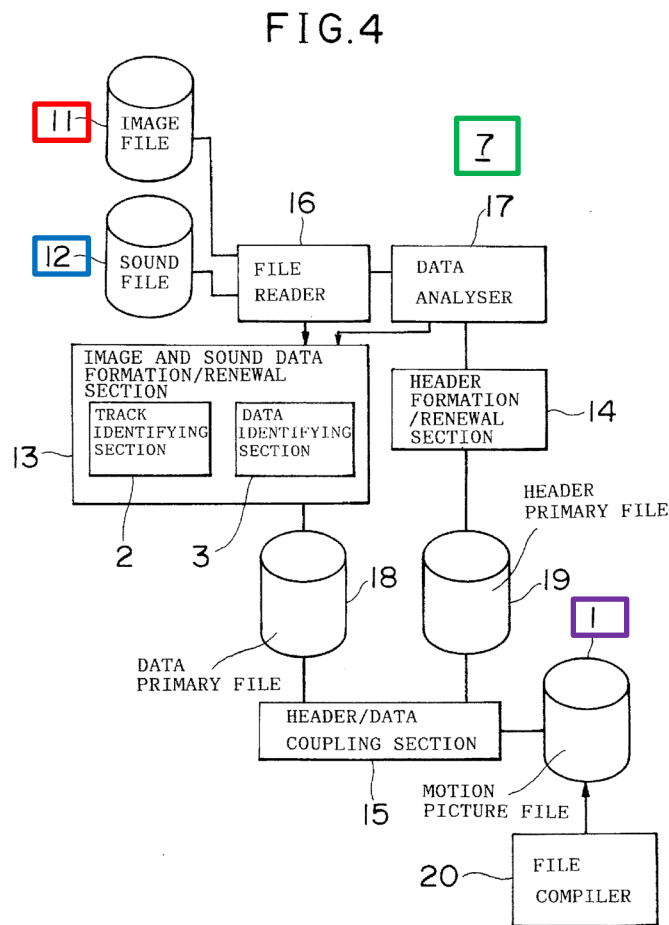 FIG.4
11
IMAGE
FILE
7
16
17
12
SOUND
FILE
FILE
READER
DATA
ANALYSER
IMAGE AND SOUND DATA
FORMATION/RENEWAL
SECTION
TRACK
IDENTIFYING
SECTION
DATA
IDENTIFYING
SECTION
HEADER
FORMATION
/RENEWAL
SECTION
14
13
2
3
HEADER
PRIMARY FILE
18
19
1
DATA
PRIMARY FILE
HEADER/DATA
COUPLING SECTION
15
MOTION
PICTURE FILE
20
FILE
COMPILER